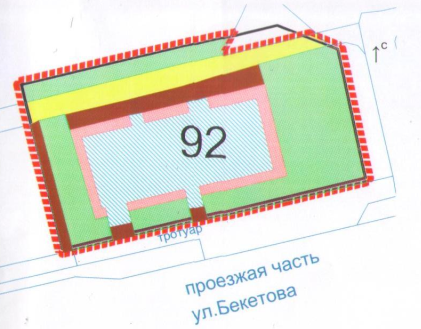 с
92
тротуар
проезжая часть
ул.Бекетова